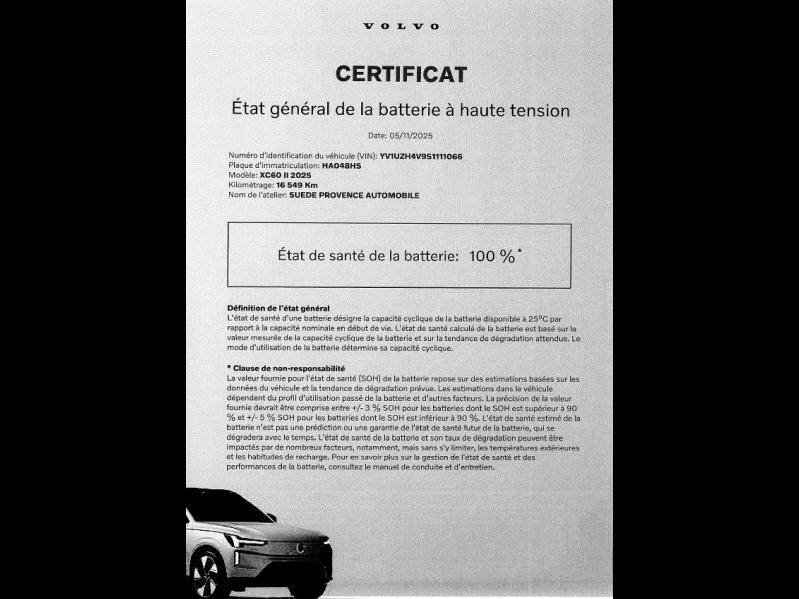 VOLVO
CERTIFICAT
État général de la batterie à haute tension
Date: 05/11/2025
Numéro d'identification du véhicule (VIN): YV1UZH4V9S1111066
Plaque d'immatriculation: HA048HS
Modèle: XC60 II 2025
Kilométrage: 16 549 Km
Nom de l'atelier: SUEDE PROVENCE AUTOMOBILE
État de santé de la batterie: 100 %*
Définition de l'état général
L'état de santé d'une batterie désigne la capacité cyclique de la batterie disponible à 25°C par
rapport à la capacité nominale en début de vie. L'état de santé calculé de la batterie est basé sur la
valeur mesurée de la capacité cyclique de la batterie et sur la tendance de dégradation attendue. Le
mode d'utilisation de la batterie détermine sa capacité cyclique.
* Clause de non-responsabilité
La valeur fournie pour l'état de santé (SOH) de la batterie repose sur des estimations basées sur les
données du véhicule et la tendance de dégradation prévue. Les estimations dans le véhicule
dépendent du profil d'utilisation passé de la batterie et d'autres facteurs. La précision de la valeur
fournie devrait être comprise entre +/- 3 % SOH pour les batteries dont le SOH est supérieur à 90
% et +/- 5 % SOH pour les batteries dont le SOH est inférieur à 90 %. L'état de santé estimé de la
batterie n'est pas une prédiction ou une garantie de l'état de santé futur de la batterie, qui se
dégradera avec le temps. L'état de santé de la batterie et son taux de dégradation peuvent être
impactés par de nombreux facteurs, notamment, mais sans s'y limiter, les températures extérieures
et les habitudes de recharge. Pour en savoir plus sur la gestion de l'état de santé et des
performances de la batterie, consultez le manuel de conduite et d'entretien.